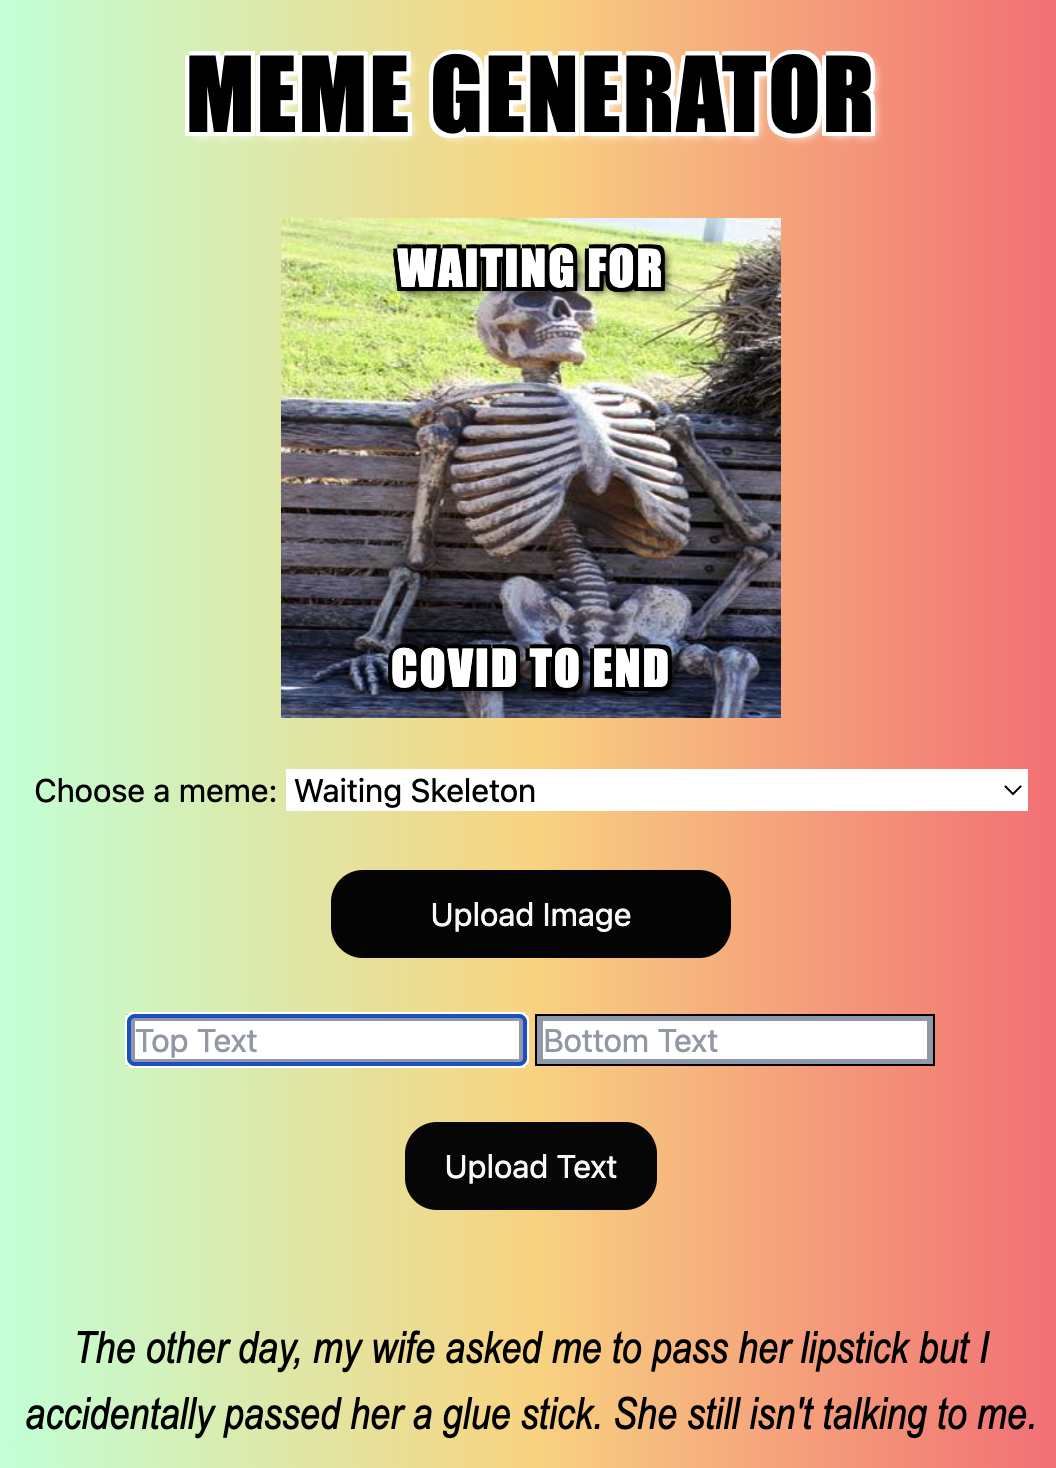 MEME GENERATOR
WAITING FOR
COVID TO END
Choose a meme: Waiting Skeleton
Upload Image
Top Text Bottom Text
Upload Text
The other day, my wife asked me to pass her lipstick but I
accidentally passed her a glue stick. She still isn't talking to me.